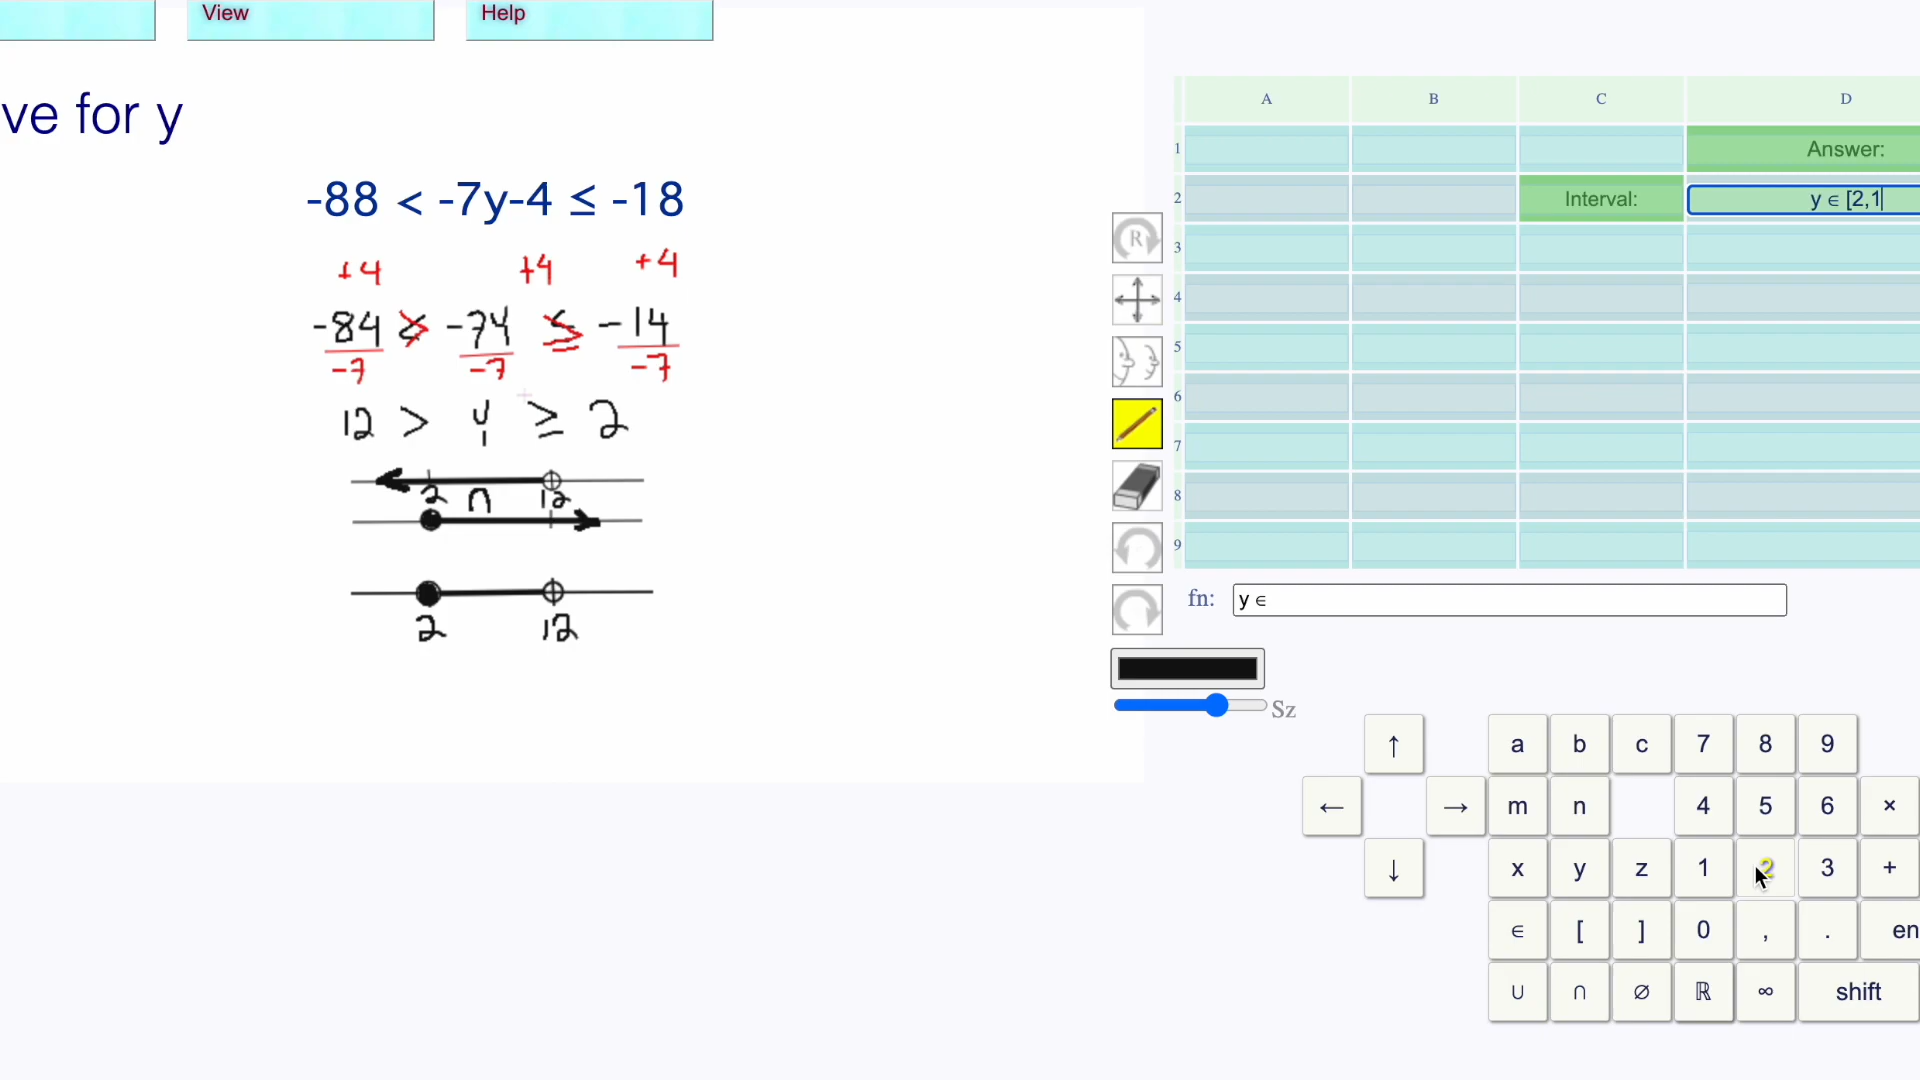 View Help
ve for y
-88 < -7y-4 ≤ -18
+4 +4 +4
-84 > -7y ≥ -14
-7 -7 -7
12 > y ≥ 2
2 ∩ 12
2 12
A B C D
1 Answer:
2 Interval: y ∈ [2,1
3
4
5
6
7
8
9
R
fn: y ∈
Sz
↑ a b c 7 8 9
← → m n 4 5 6 ×
↓ x y z 1 2 3 +
∈ [ ] 0 , . en
∪ ∩ ∅ ℝ ∞ shift